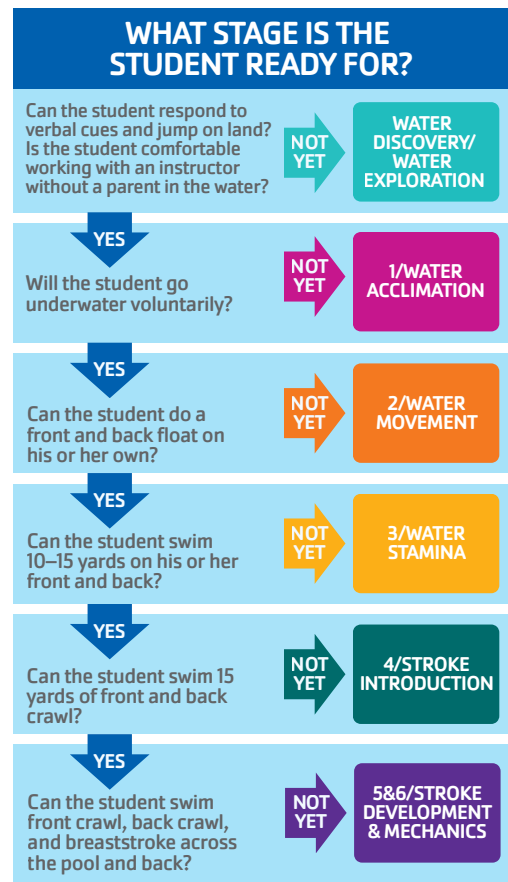 WHAT STAGE IS THE
STUDENT READY FOR?
Can the student respond to
verbal cues and jump on land?
Is the student comfortable
working with an instructor
without a parent in the water?
NOT
YET
WATER
DISCOVERY/
WATER
EXPLORATION
YES
Will the student go
underwater voluntarily?
NOT
YET
1/WATER
ACCLIMATION
YES
Can the student do a
front and back float on
his or her own?
NOT
YET
2/WATER
MOVEMENT
YES
Can the student swim
10–15 yards on his or her
front and back?
NOT
YET
3/WATER
STAMINA
YES
Can the student swim 15
yards of front and back
crawl?
NOT
YET
4/STROKE
INTRODUCTION
YES
Can the student swim
front crawl, back crawl,
and breaststroke across
the pool and back?
NOT
YET
5&6/STROKE
DEVELOPMENT
& MECHANICS